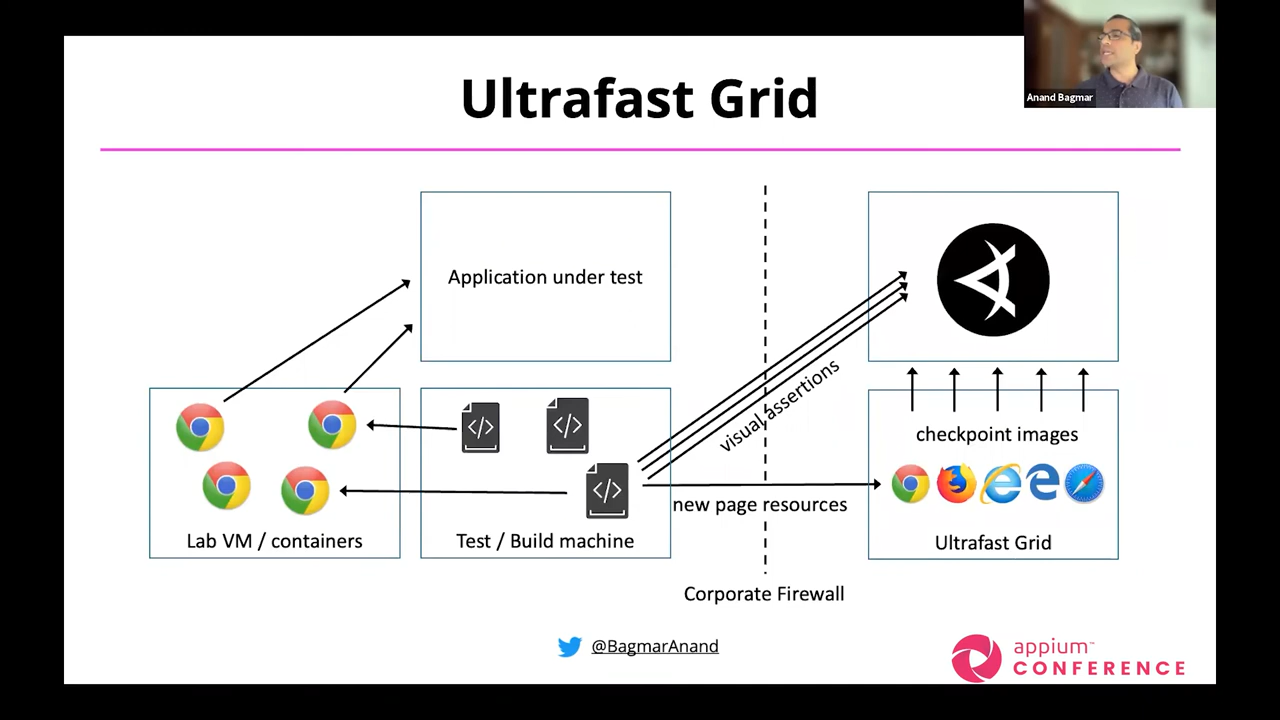 Ultrafast Grid
Anand Bagmar
Application under test
visual assertions
checkpoint images
new page resources
Lab VM / containers
Test / Build machine
Ultrafast Grid
Corporate Firewall
@BagmarAnand
appium™
CONFERENCE